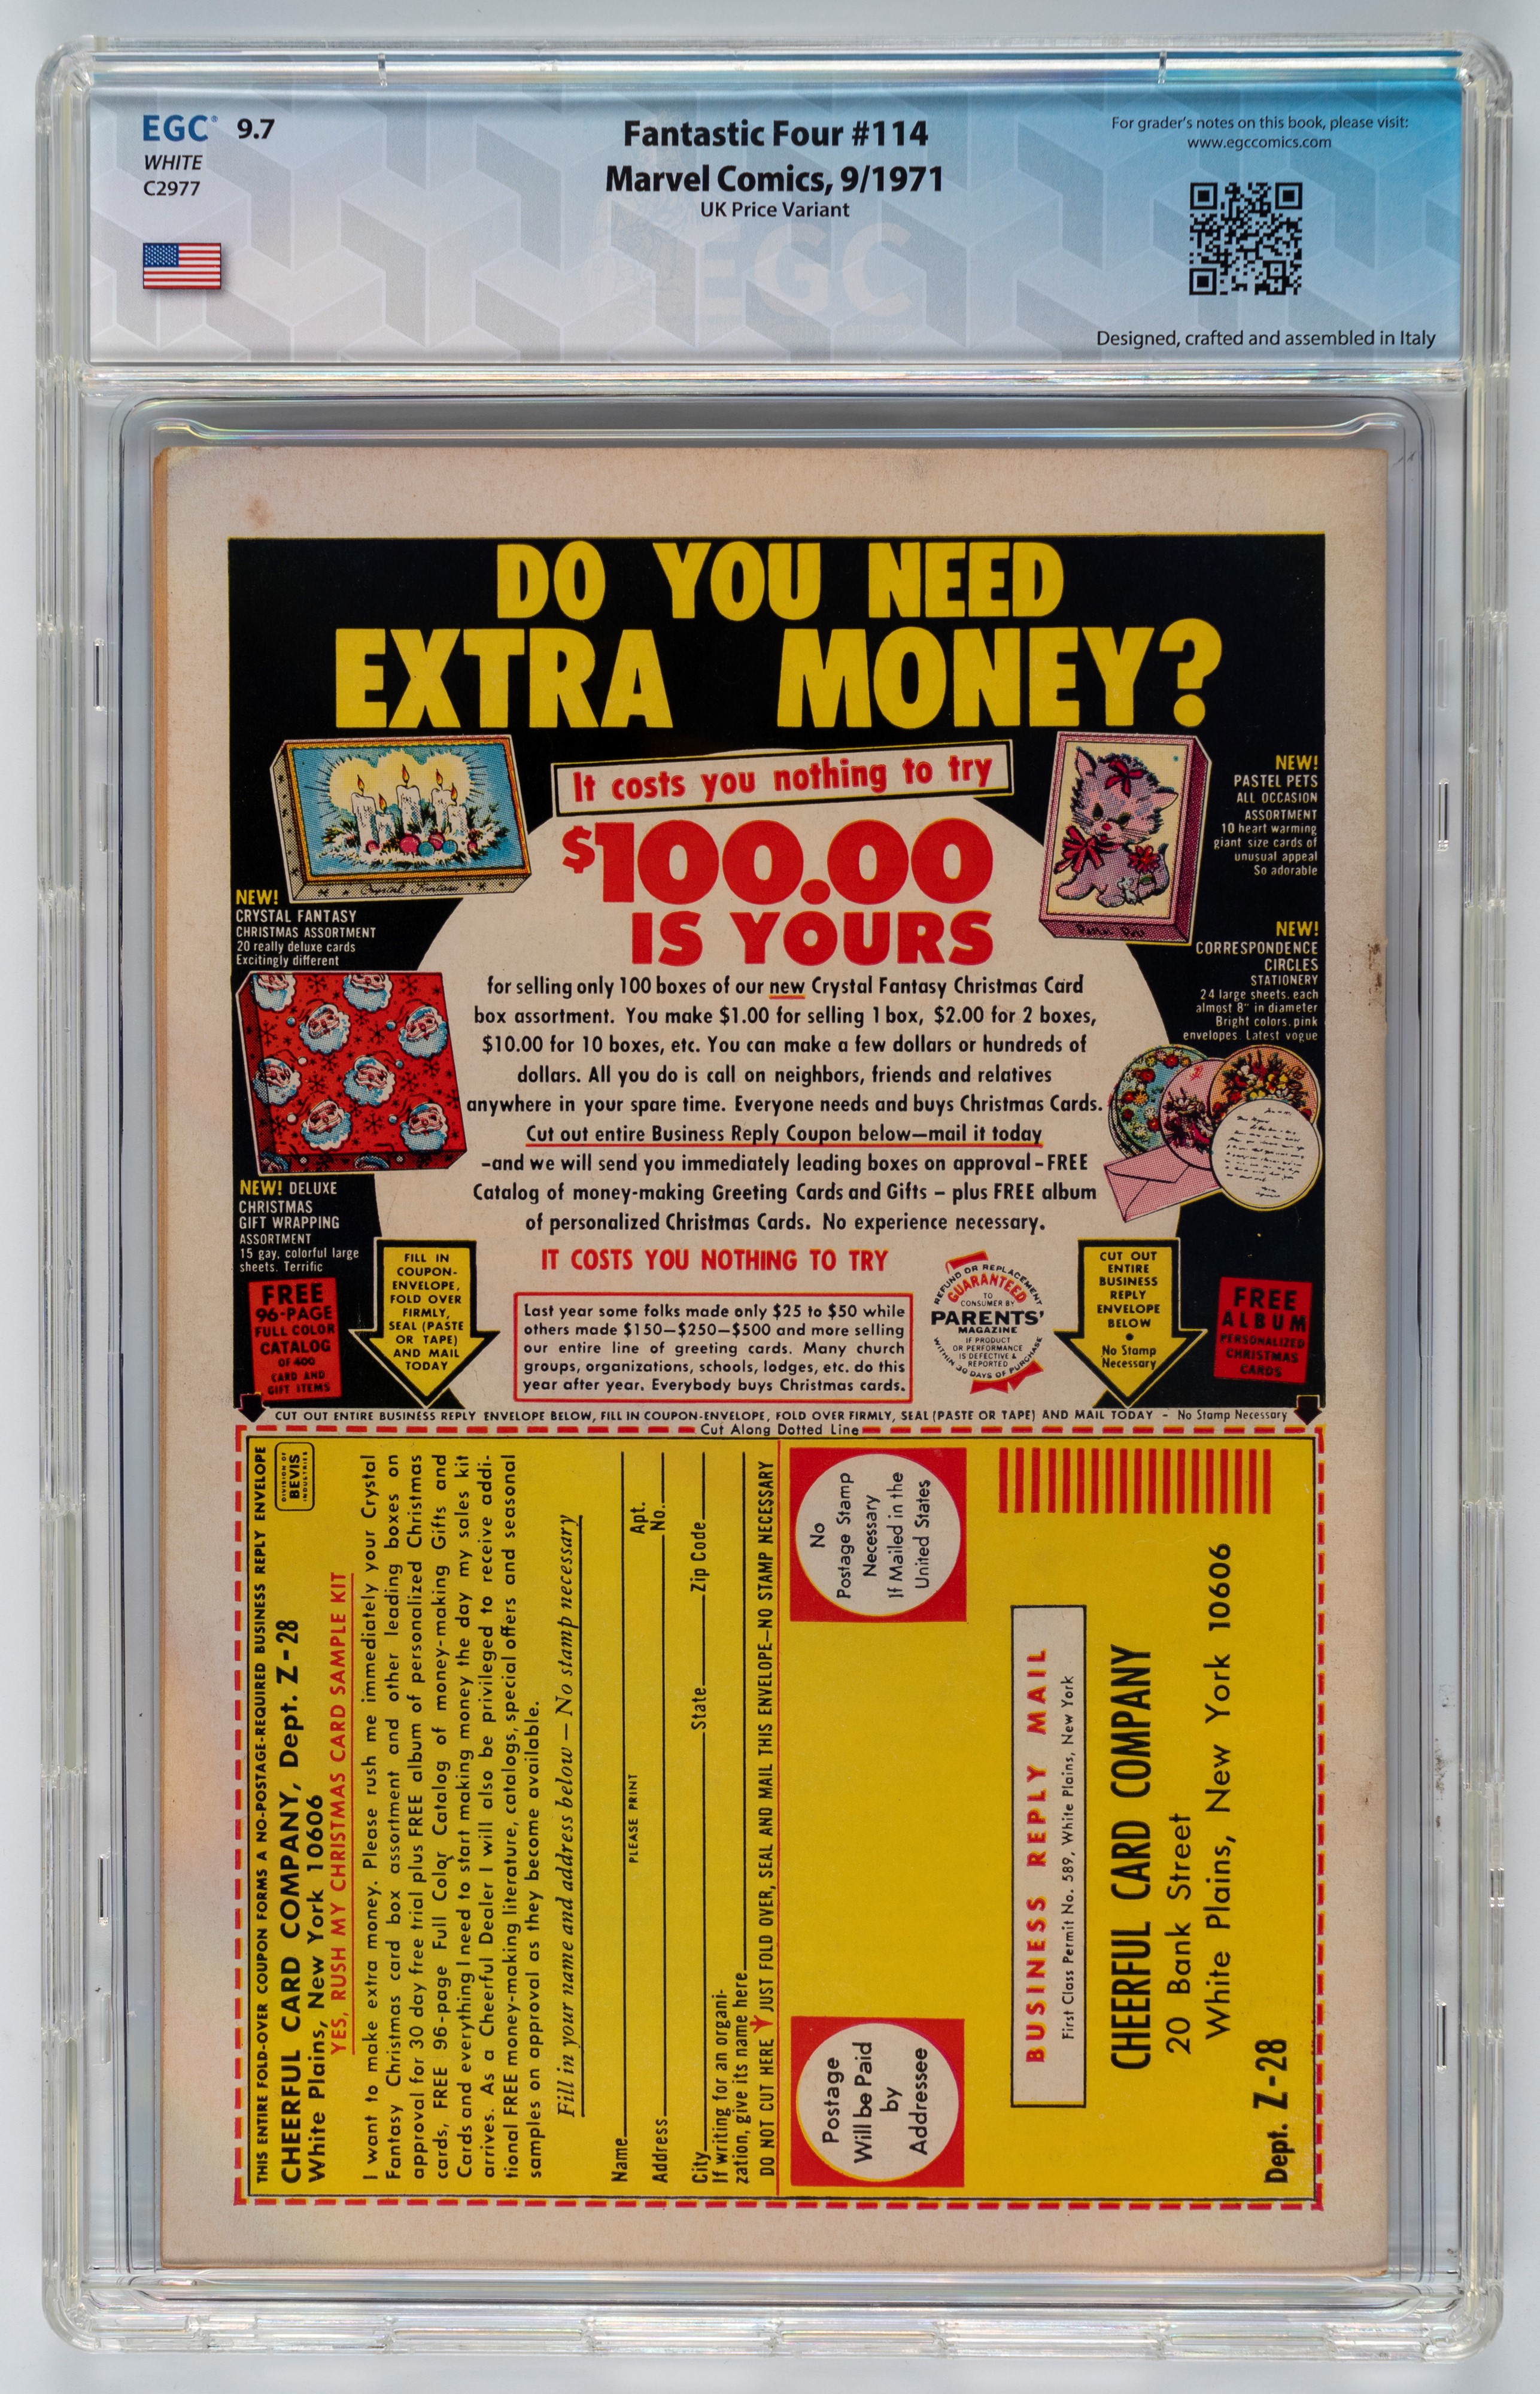 EGC® 9.7
WHITE
C2977
Fantastic Four #114
Marvel Comics, 9/1971
UK Price Variant
For grader's notes on this book, please visit:
www.egccomics.com
EGC
Designed, crafted and assembled in Italy
DO YOU NEED
EXTRA MONEY?
It costs you nothing to try
$100.00
IS YOURS
Crystal Fantasy
NEW!
CRYSTAL FANTASY
CHRISTMAS ASSORTMENT
20 really deluxe cards
Excitingly different
NEW!
PASTEL PETS
ALL OCCASION
ASSORTMENT
10 heart warming
giant size cards of
unusual appeal
So adorable
NEW!
CORRESPONDENCE
CIRCLES
STATIONERY
24 large sheets, each
almost 8" in diameter
Bright colors, pink
envelopes. Latest vogue
for selling only 100 boxes of our new Crystal Fantasy Christmas Card
box assortment. You make $1.00 for selling 1 box, $2.00 for 2 boxes,
$10.00 for 10 boxes, etc. You can make a few dollars or hundreds of
dollars. All you do is call on neighbors, friends and relatives
anywhere in your spare time. Everyone needs and buys Christmas Cards.
Cut out entire Business Reply Coupon below—mail it today
-and we will send you immediately leading boxes on approval-FREE
Catalog of money-making Greeting Cards and Gifts – plus FREE album
of personalized Christmas Cards. No experience necessary.
NEW! DELUXE
CHRISTMAS
GIFT WRAPPING
ASSORTMENT
15 gay, colorful large
sheets. Terrific
FREE
96-PAGE
FULL COLOR
CATALOG
OF 400
CARD AND
GIFT ITEMS
FILL IN
COUPON-
ENVELOPE,
FOLD OVER
FIRMLY,
SEAL (PASTE
OR TAPE)
AND MAIL
TODAY
IT COSTS YOU NOTHING TO TRY
Last year some folks made only $25 to $50 while
others made $150—$250—$500 and more selling
our entire line of greeting cards. Many church
groups, organizations, schools, lodges, etc. do this
year after year. Everybody buys Christmas cards.
REFUND OR REPLACEMENT
GUARANTEED
TO
CONSUMER BY
PARENTS'
MAGAZINE
IF PRODUCT
OR PERFORMANCE
IS DEFECTIVE &
REPORTED
WITHIN 30 DAYS OF PURCHASE
CUT OUT
ENTIRE
BUSINESS
REPLY
ENVELOPE
BELOW
•
No Stamp
Necessary
FREE
ALBUM
PERSONALIZED
CHRISTMAS
CARDS
CUT OUT ENTIRE BUSINESS REPLY ENVELOPE BELOW, FILL IN COUPON-ENVELOPE, FOLD OVER FIRMLY, SEAL (PASTE OR TAPE) AND MAIL TODAY – No Stamp Necessary
Cut Along Dotted Line
THIS ENTIRE FOLD-OVER COUPON FORMS A NO-POSTAGE-REQUIRED BUSINESS REPLY ENVELOPE
CHEERFUL CARD COMPANY, Dept. Z-28
White Plains, New York 10606
DIVISION OF
BEVIS
INDUSTRIES
YES, RUSH MY CHRISTMAS CARD SAMPLE KIT
I want to make extra money. Please rush me immediately your Crystal
Fantasy Christmas card box assortment and other leading boxes on
approval for 30 day free trial plus FREE album of personalized Christmas
cards, FREE 96-page Full Color Catalog of money-making Gifts and
Cards and everything I need to start making money the day my sales kit
arrives. As a Cheerful Dealer I will also be privileged to receive addi-
tional FREE money-making literature, catalogs, special offers and seasonal
samples on approval as they become available.
Fill in your name and address below — No stamp necessary
Name
PLEASE PRINT
Address Apt. No.
City State Zip Code
If writing for an organi-
zation, give its name here
DO NOT CUT HERE JUST FOLD OVER, SEAL AND MAIL THIS ENVELOPE—NO STAMP NECESSARY
Postage
Will be Paid
by
Addressee
No
Postage Stamp
Necessary
If Mailed in the
United States
BUSINESS REPLY MAIL
First Class Permit No. 589, White Plains, New York
CHEERFUL CARD COMPANY
20 Bank Street
White Plains, New York 10606
Dept. Z-28